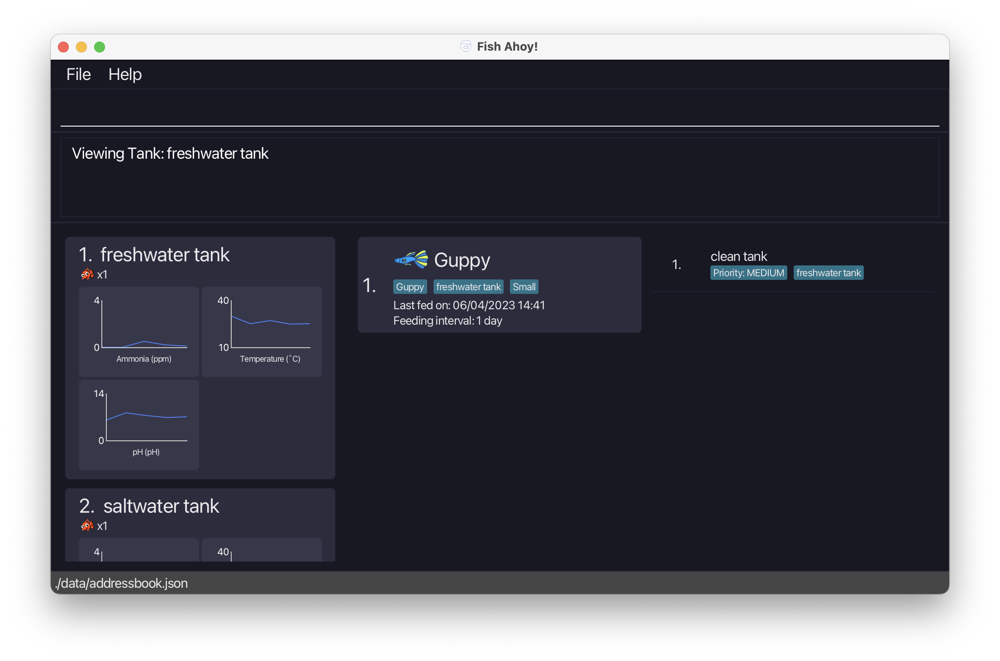 Fish Ahoy!
File Help
Viewing Tank: freshwater tank
1. freshwater tank
x1
4
0
Ammonia (ppm)
40
10
Temperature (˚C)
14
0
pH (pH)
2. saltwater tank
x1
4
40
1.
Guppy
Guppy freshwater tank Small
Last fed on: 06/04/2023 14:41
Feeding interval: 1 day
1.
clean tank
Priority: MEDIUM freshwater tank
./data/addressbook.json